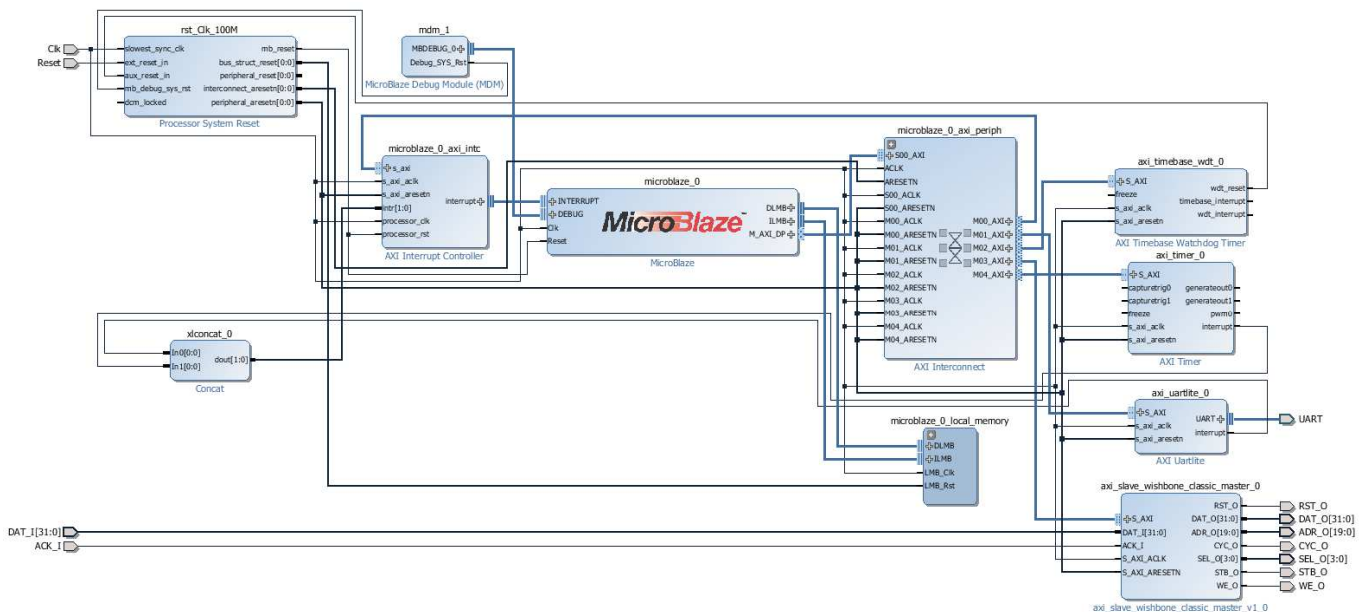 Clk
Reset
rst_Clk_100M
slowest_sync_clk
ext_reset_in
aux_reset_in
mb_debug_sys_rst
dcm_locked
mb_reset
bus_struct_reset[0:0]
peripheral_reset[0:0]
interconnect_aresetn[0:0]
peripheral_aresetn[0:0]
Processor System Reset
mdm_1
MBDEBUG_0
Debug_SYS_Rst
MicroBlaze Debug Module (MDM)
microblaze_0_axi_intc
s_axi
s_axi_aclk
s_axi_aresetn
intr[1:0]
processor_clk
processor_rst
interrupt
AXI Interrupt Controller
microblaze_0
INTERRUPT
DEBUG
Clk
Reset
MicroBlaze™
DLMB
ILMB
M_AXI_DP
MicroBlaze
microblaze_0_axi_periph
S00_AXI
ACLK
ARESETN
S00_ACLK
S00_ARESETN
M00_ACLK
M00_ARESETN
M01_ACLK
M01_ARESETN
M02_ACLK
M02_ARESETN
M03_ACLK
M03_ARESETN
M04_ACLK
M04_ARESETN
M00_AXI
M01_AXI
M02_AXI
M03_AXI
M04_AXI
AXI Interconnect
axi_timebase_wdt_0
S_AXI
freeze
s_axi_aclk
s_axi_aresetn
wdt_reset
timebase_interrupt
wdt_interrupt
AXI Timebase Watchdog Timer
axi_timer_0
S_AXI
capturetrig0
capturetrig1
freeze
s_axi_aclk
s_axi_aresetn
generateout0
generateout1
pwm0
interrupt
AXI Timer
xlconcat_0
In0[0:0]
In1[0:0]
dout[1:0]
Concat
axi_uartlite_0
S_AXI
s_axi_aclk
s_axi_aresetn
UART
interrupt
AXI Uartlite
UART
microblaze_0_local_memory
DLMB
ILMB
LMB_Clk
LMB_Rst
axi_slave_wishbone_classic_master_0
S_AXI
DAT_I[31:0]
ACK_I
S_AXI_ACLK
S_AXI_ARESETN
RST_O
DAT_O[31:0]
ADR_O[19:0]
CYC_O
SEL_O[3:0]
STB_O
WE_O
axi_slave_wishbone_classic_master_v1_0
DAT_I[31:0]
ACK_I
RST_O
DAT_O[31:0]
ADR_O[19:0]
CYC_O
SEL_O[3:0]
STB_O
WE_O